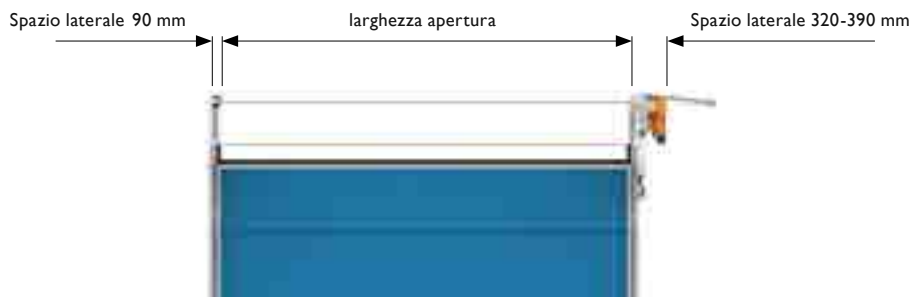 Spazio laterale 90 mm
larghezza apertura
Spazio laterale 320-390 mm